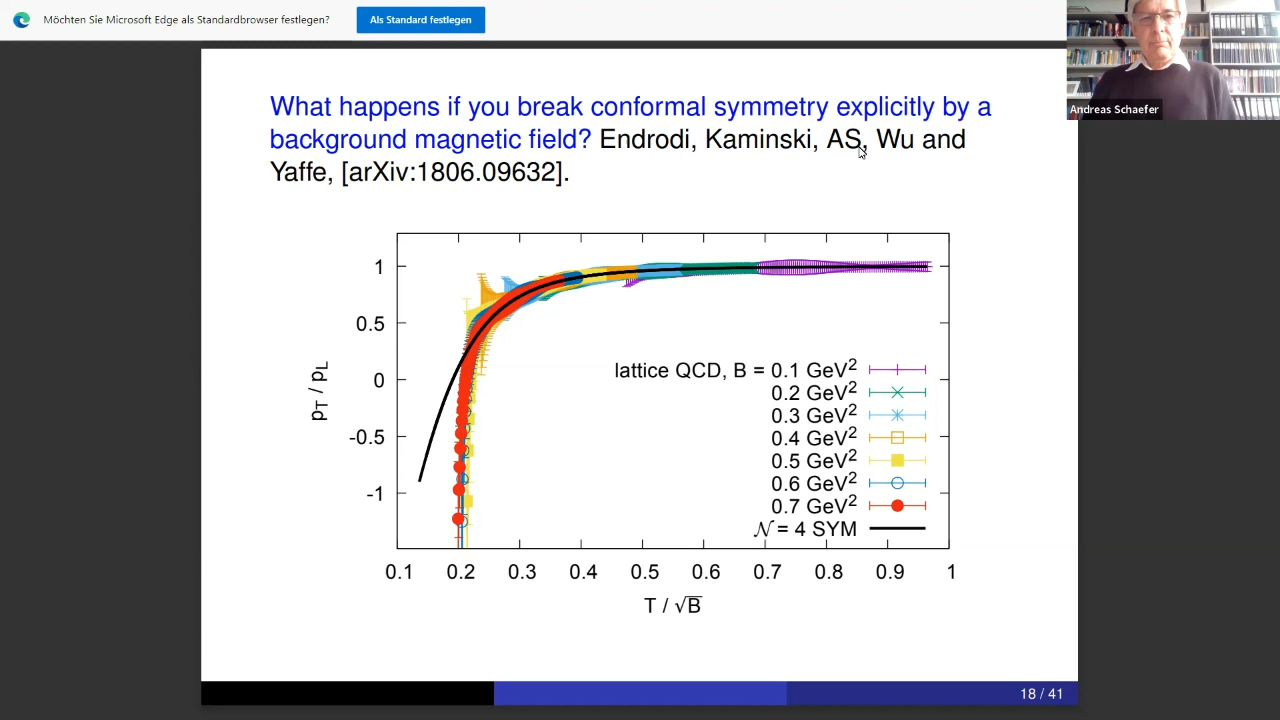 Möchten Sie Microsoft Edge als Standardbrowser festlegen?
Als Standard festlegen
Andreas Schaefer
What happens if you break conformal symmetry explicitly by a
background magnetic field? Endrodi, Kaminski, AS, Wu and
Yaffe, [arXiv:1806.09632].
1
0.5
0
-0.5
-1
pT / pL
lattice QCD, B = 0.1 GeV²
0.2 GeV²
0.3 GeV²
0.4 GeV²
0.5 GeV²
0.6 GeV²
0.7 GeV²
𝒩 = 4 SYM
0.1 0.2 0.3 0.4 0.5 0.6 0.7 0.8 0.9 1
T / √B
18 / 41